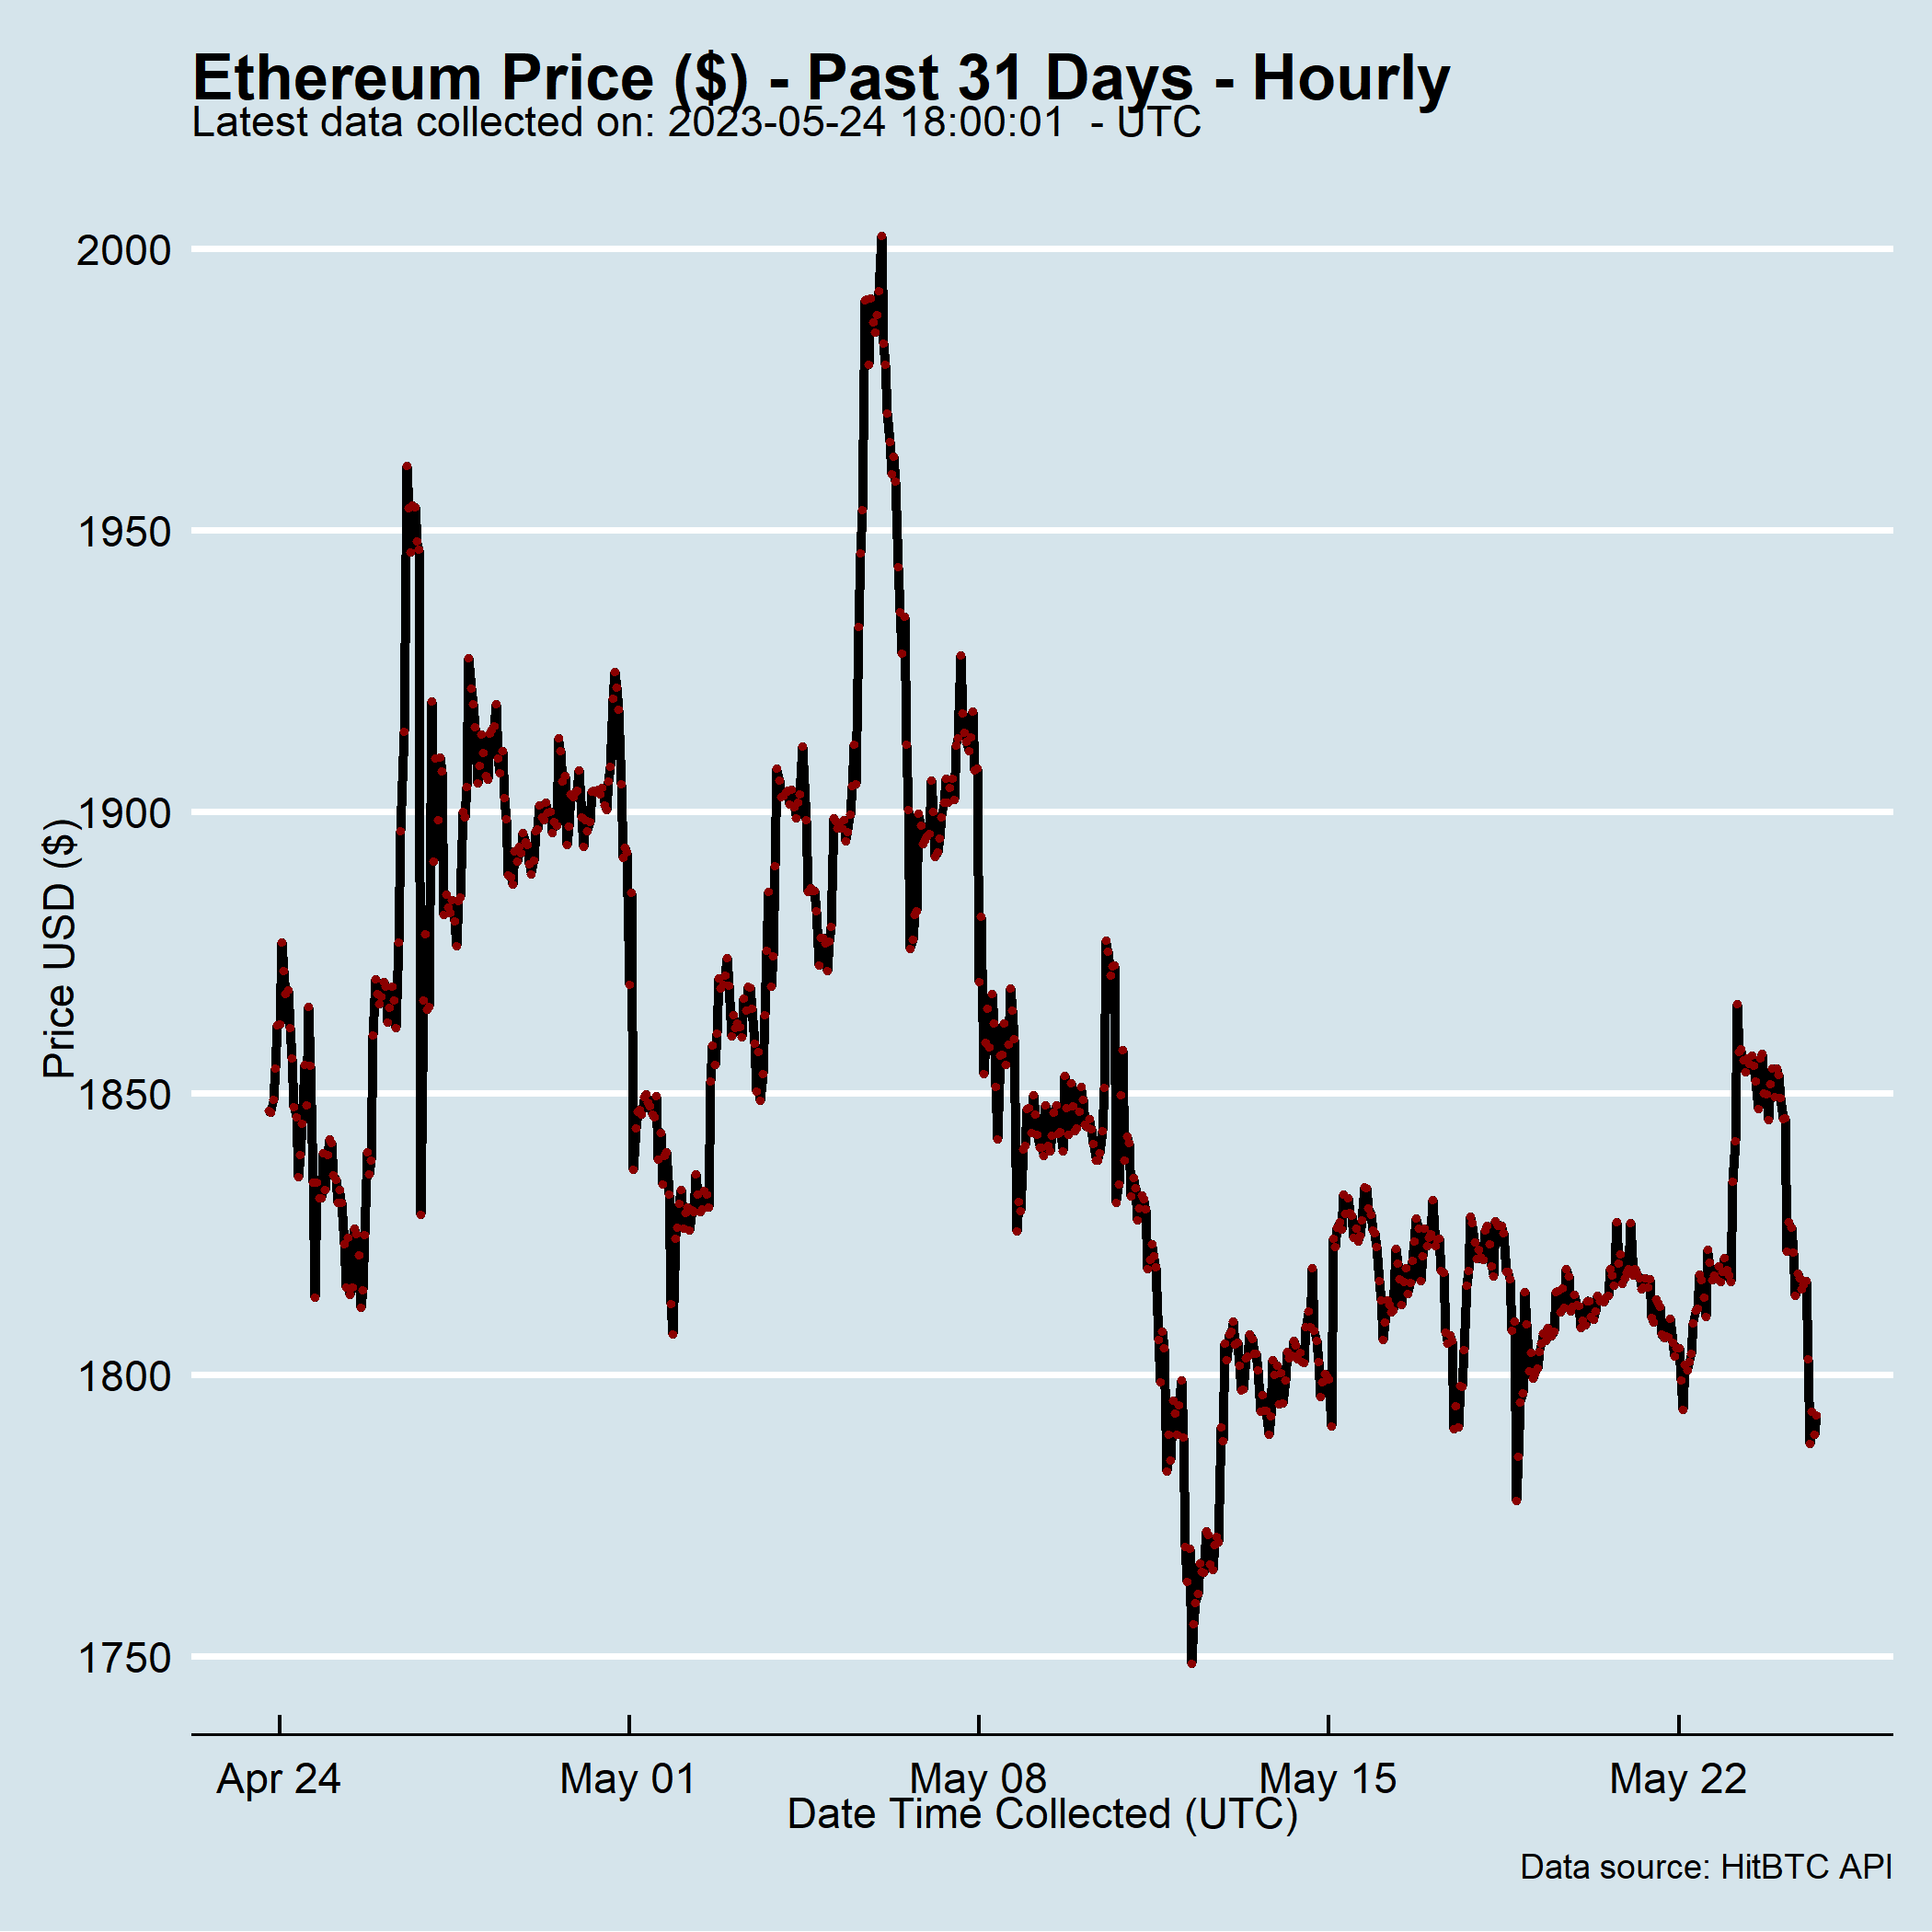 Ethereum Price ($) - Past 31 Days - Hourly
Latest data collected on: 2023-05-24 18:00:01  - UTC
2000
1950
1900
1850
1800
1750
Price USD ($)
Apr 24 May 01 May 08 May 15 May 22
Date Time Collected (UTC)
Data source: HitBTC API